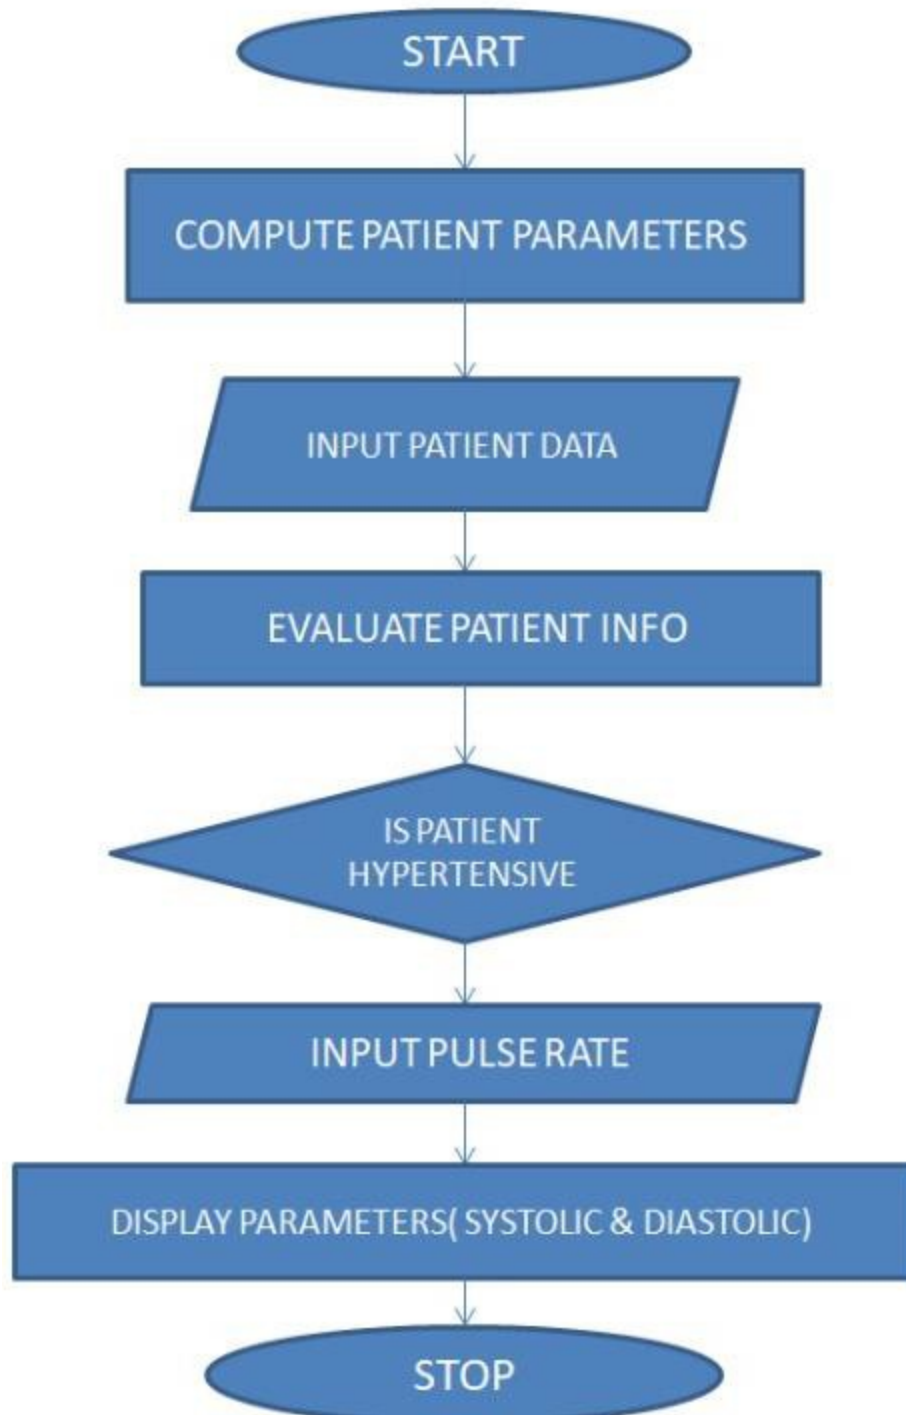 START
COMPUTE PATIENT PARAMETERS
INPUT PATIENT DATA
EVALUATE PATIENT INFO
IS PATIENT
HYPERTENSIVE
INPUT PULSE RATE
DISPLAY PARAMETERS( SYSTOLIC & DIASTOLIC)
STOP